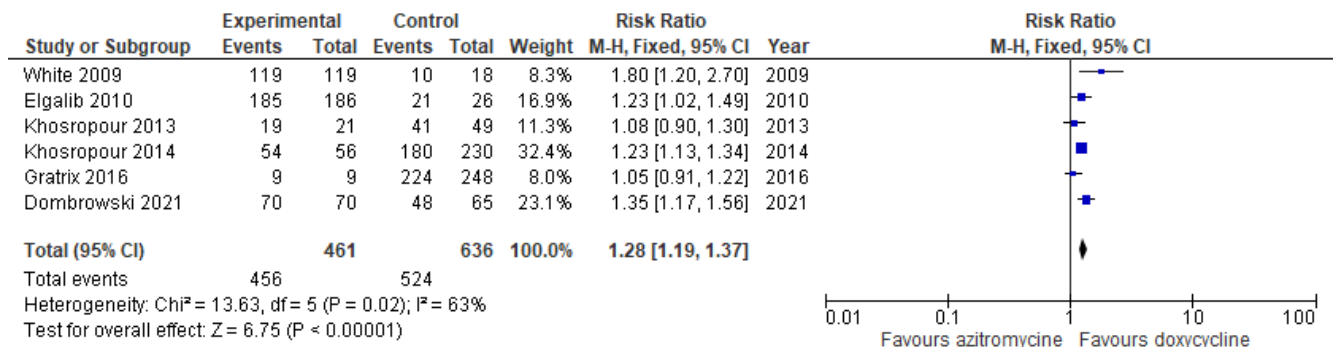 Experimental Control Risk Ratio Risk Ratio
Study or Subgroup Events Total Events Total Weight M-H, Fixed, 95% CI Year M-H, Fixed, 95% CI
White 2009 119 119 10 18 8.3% 1.80 [1.20, 2.70] 2009
Elgalib 2010 185 186 21 26 16.9% 1.23 [1.02, 1.49] 2010
Khosropour 2013 19 21 41 49 11.3% 1.08 [0.90, 1.30] 2013
Khosropour 2014 54 56 180 230 32.4% 1.23 [1.13, 1.34] 2014
Gratrix 2016 9 9 224 248 8.0% 1.05 [0.91, 1.22] 2016
Dombrowski 2021 70 70 48 65 23.1% 1.35 [1.17, 1.56] 2021
Total (95% CI) 461 636 100.0% 1.28 [1.19, 1.37]
Total events 456 524
Heterogeneity: Chi² = 13.63, df = 5 (P = 0.02); I² = 63%
Test for overall effect: Z = 6.75 (P < 0.00001)
0.01 0.1 1 10 100
Favours azitromycine Favours doxycycline